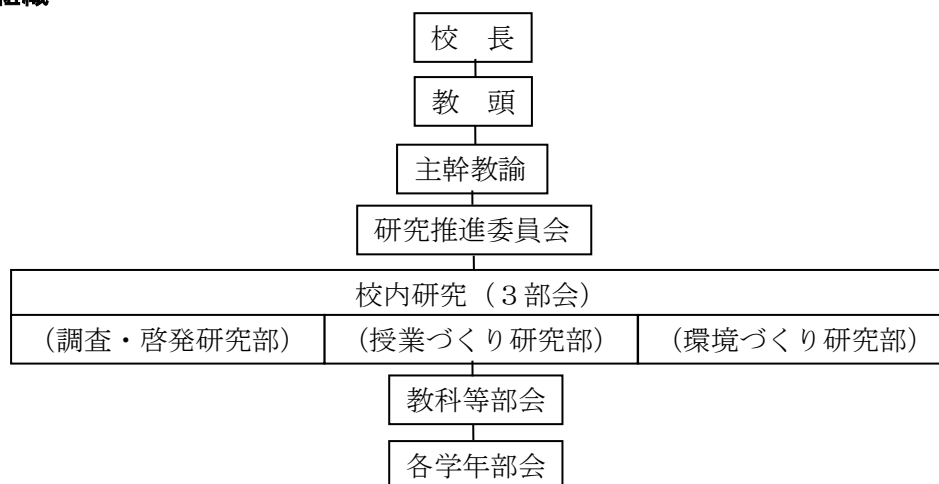 校　長
教　頭
主幹教諭
研究推進委員会
校内研究（３部会）
（調査・啓発研究部）　（授業づくり研究部）　（環境づくり研究部）
教科等部会
各学年部会